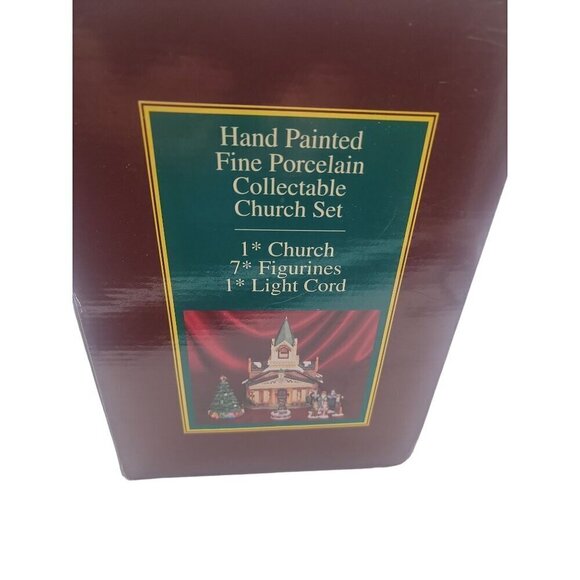 Hand Painted
Fine Porcelain
Collectable
Church Set
1* Church
7* Figurines
1* Light Cord